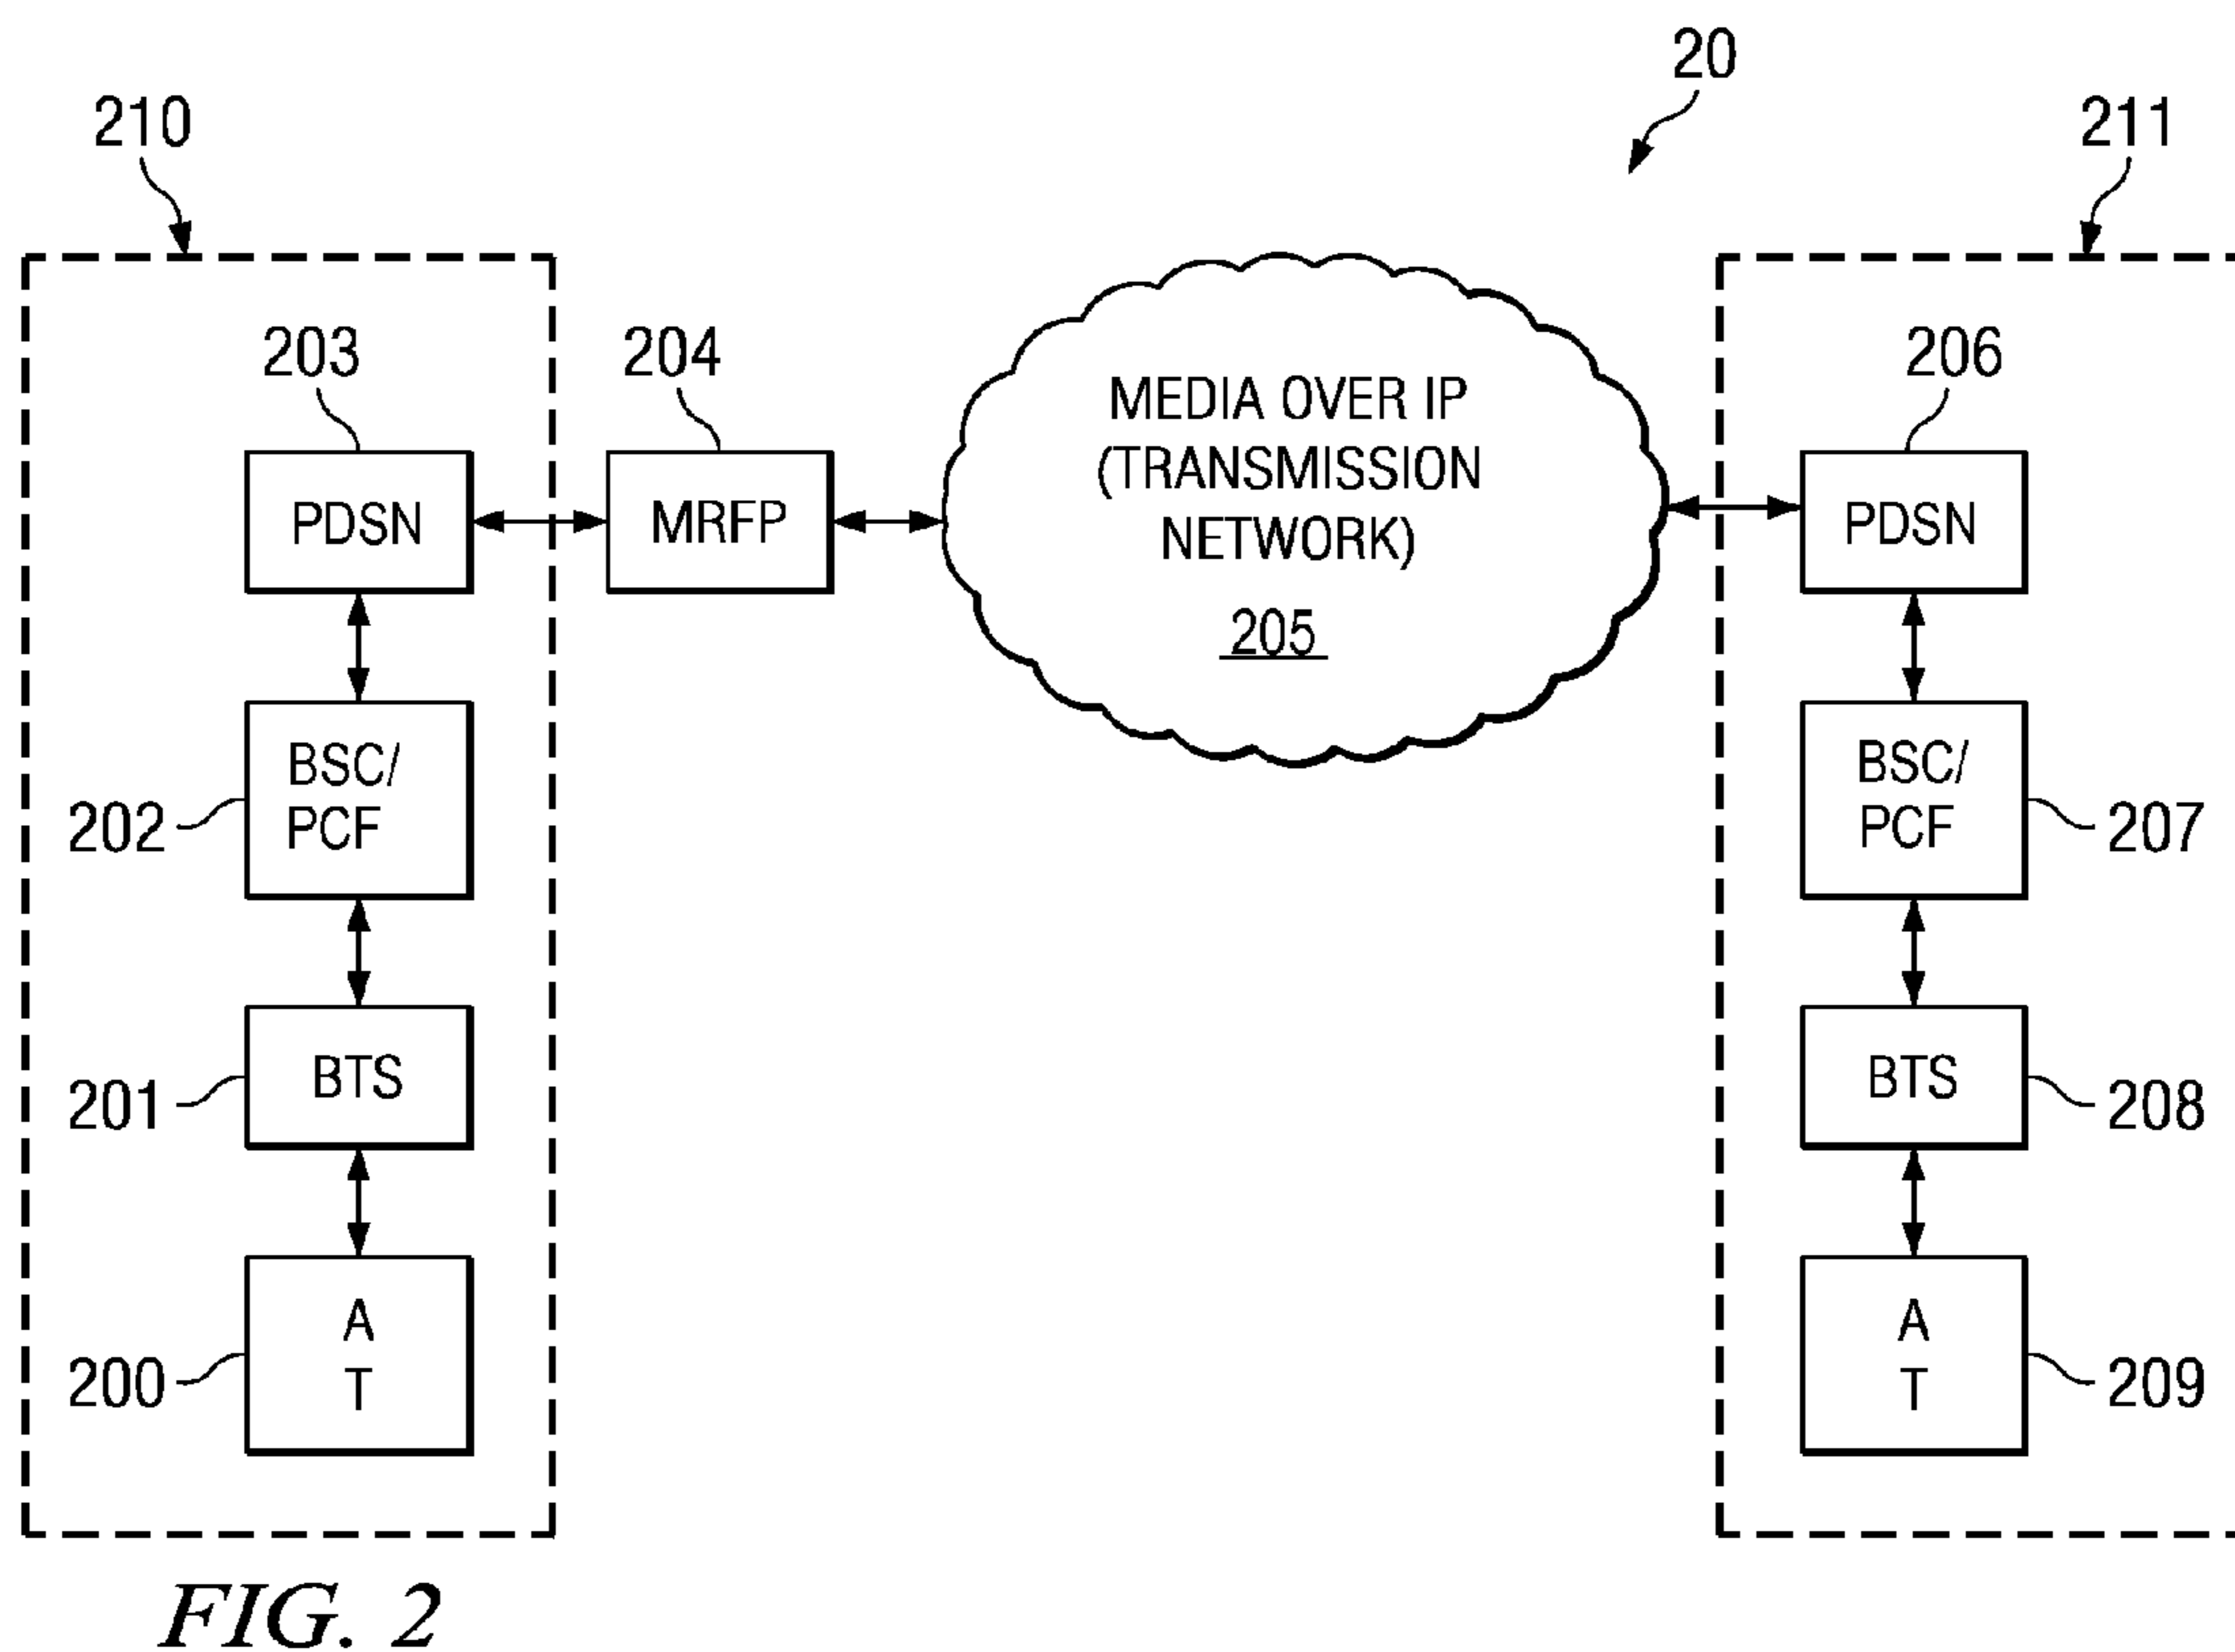 20
210
211
203
204
206
MEDIA OVER IP
(TRANSMISSION
NETWORK)
205
PDSN
MRFP
PDSN
BSC/
PCF
202
BSC/
PCF
207
BTS
201
BTS
208
A
T
200
A
T
209
FIG. 2